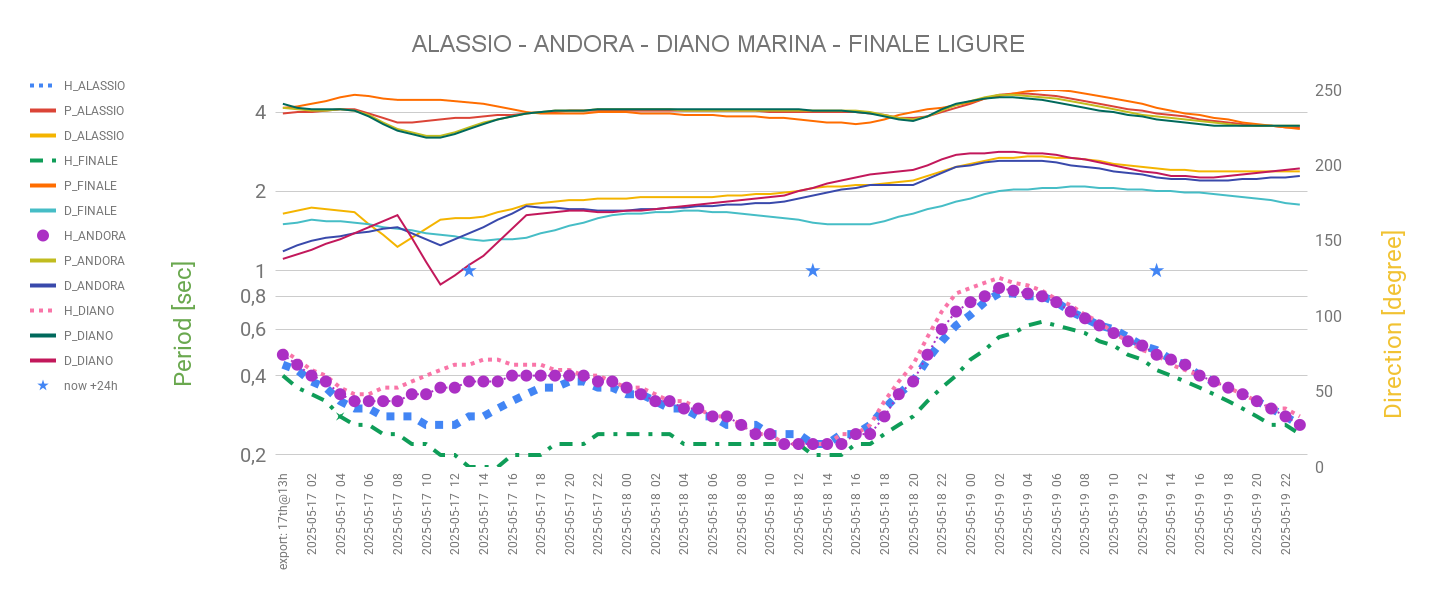 ALASSIO - ANDORA - DIANO MARINA - FINALE LIGURE
H_ALASSIO
P_ALASSIO
D_ALASSIO
H_FINALE
P_FINALE
D_FINALE
H_ANDORA
P_ANDORA
D_ANDORA
H_DIANO
P_DIANO
D_DIANO
now +24h
Period [sec]
4
2
1
0,8
0,6
0,4
0,2
250
200
150
100
50
0
Direction [degree]
export: 17th@13h
2025-05-17 02
2025-05-17 04
2025-05-17 06
2025-05-17 08
2025-05-17 10
2025-05-17 12
2025-05-17 14
2025-05-17 16
2025-05-17 18
2025-05-17 20
2025-05-17 22
2025-05-18 00
2025-05-18 02
2025-05-18 04
2025-05-18 06
2025-05-18 08
2025-05-18 10
2025-05-18 12
2025-05-18 14
2025-05-18 16
2025-05-18 18
2025-05-18 20
2025-05-18 22
2025-05-19 00
2025-05-19 02
2025-05-19 04
2025-05-19 06
2025-05-19 08
2025-05-19 10
2025-05-19 12
2025-05-19 14
2025-05-19 16
2025-05-19 18
2025-05-19 20
2025-05-19 22